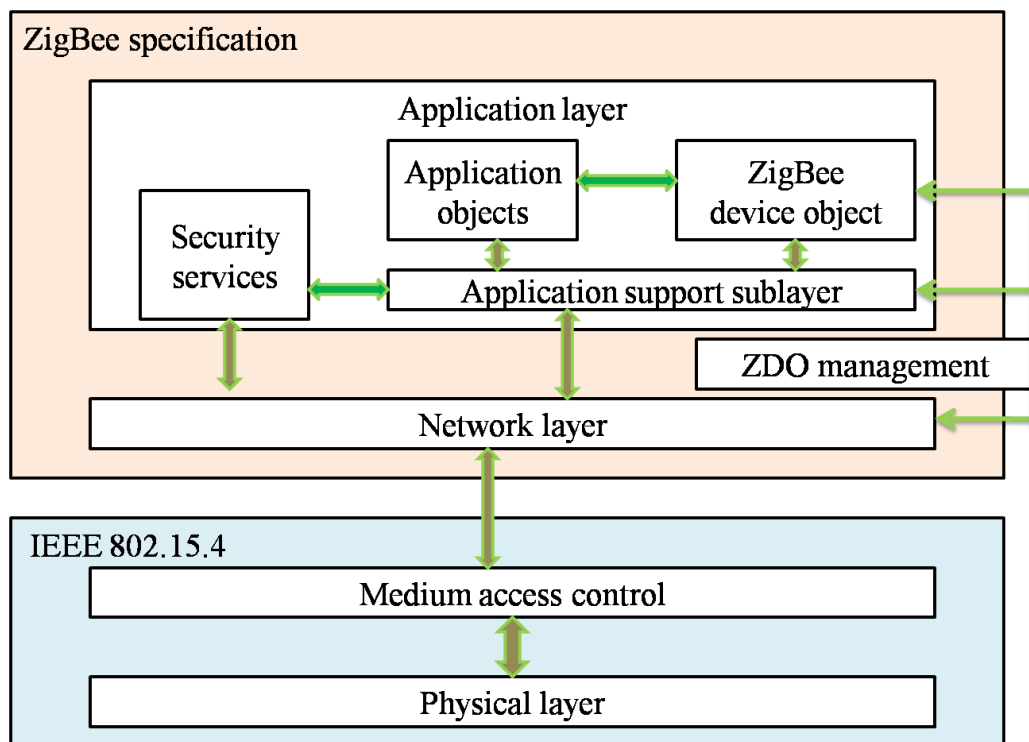 ZigBee specification
Application layer
Application
objects
ZigBee
device object
Security
services
Application support sublayer
ZDO management
Network layer
IEEE 802.15.4
Medium access control
Physical layer